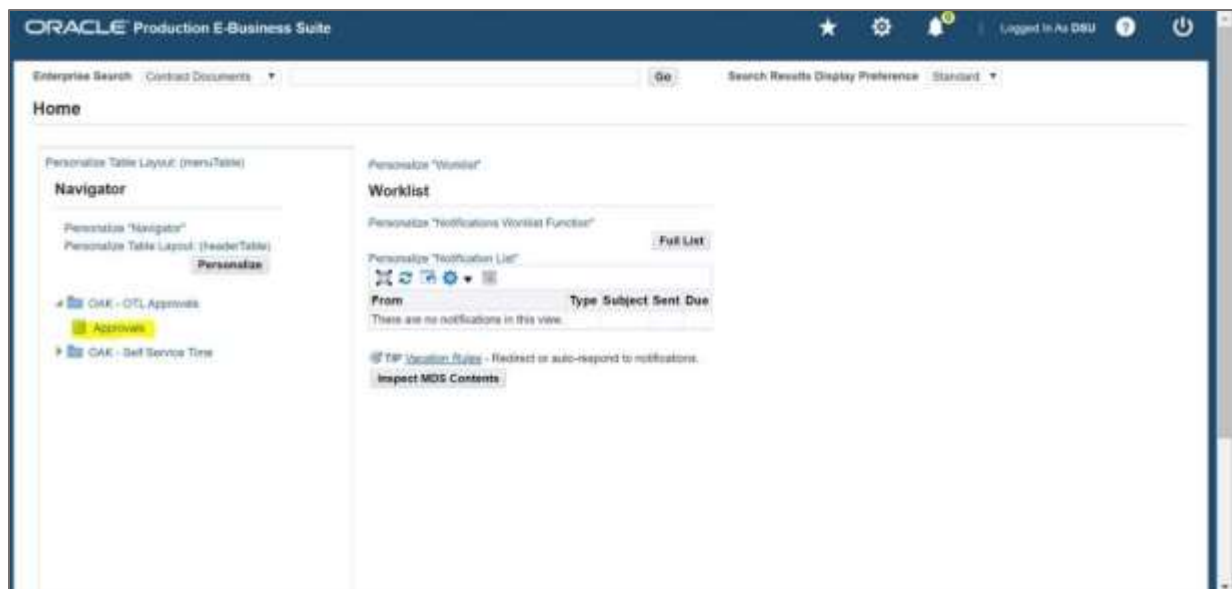 ORACLE Production E-Business Suite
0
Logged In As DSU
?
Enterprise Search Contract Documents Go Search Results Display Preference Standard
Home
Personalize Table Layout: (menuTable)
Navigator
Personalize "Navigator"
Personalize Table Layout: (headerTable)
Personalize
OAK - OTL Approvals
Approvals
OAK - Self Service Time
Personalize "Worklist"
Worklist
Personalize "Notifications Worklist Function"
Full List
Personalize "Notification List"
From Type Subject Sent Due
There are no notifications in this view.
TIP Vacation Rules - Redirect or auto-respond to notifications.
Inspect MDS Contents